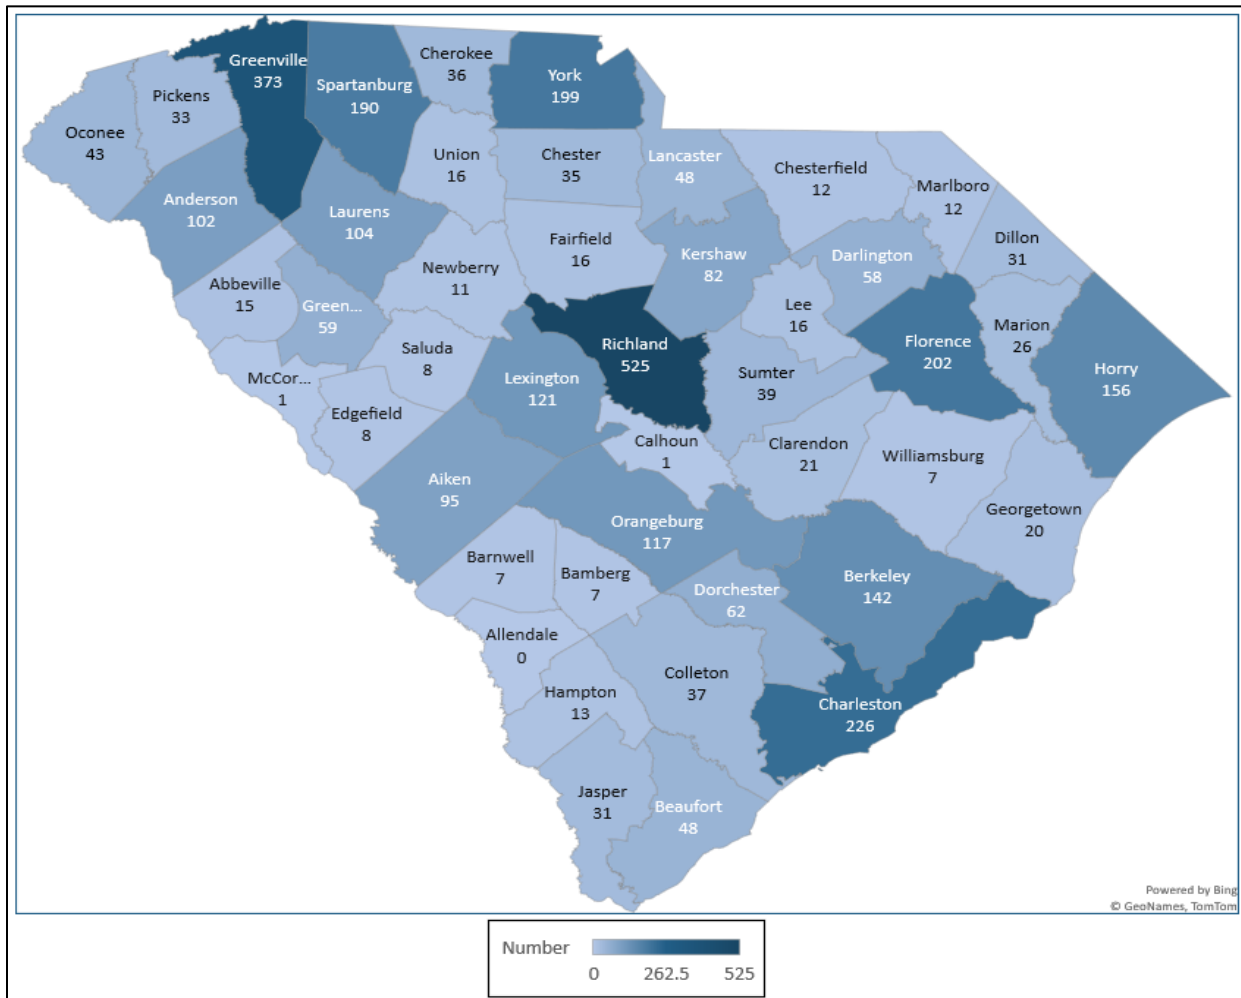 Cherokee
36
Greenville
373
York
199
Spartanburg
190
Pickens
33
Oconee
43
Union
16
Chester
35
Lancaster
48
Chesterfield
12
Marlboro
12
Anderson
102
Laurens
104
Fairfield
16
Dillon
31
Kershaw
82
Darlington
58
Newberry
11
Abbeville
15
Green...
59
Lee
16
Marion
26
Richland
525
Florence
202
Saluda
8
Horry
156
McCor...
1
Lexington
121
Sumter
39
Edgefield
8
Calhoun
1
Clarendon
21
Williamsburg
7
Aiken
95
Georgetown
20
Orangeburg
117
Barnwell
7
Bamberg
7
Dorchester
62
Berkeley
142
Allendale
0
Colleton
37
Hampton
13
Charleston
226
Jasper
31
Beaufort
48
Powered by Bing
© GeoNames, TomTom
Number
0 262.5 525